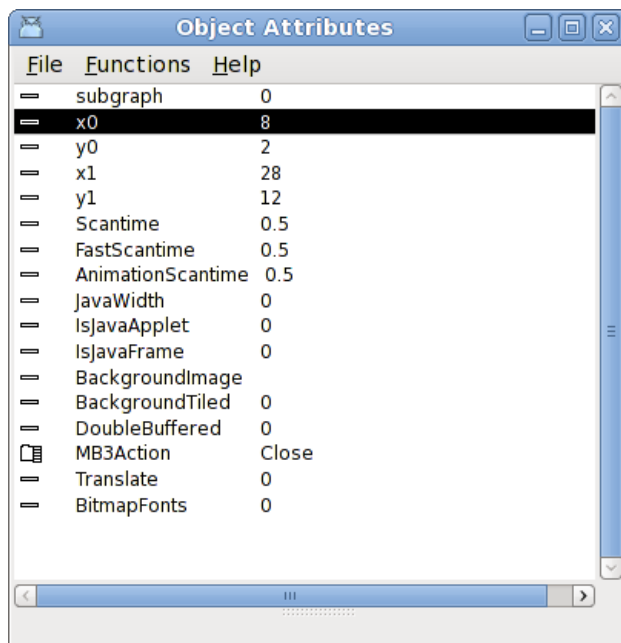 Object Attributes
File Functions Help
subgraph 0
x0 8
y0 2
x1 28
y1 12
Scantime 0.5
FastScantime 0.5
AnimationScantime 0.5
JavaWidth 0
IsJavaApplet 0
IsJavaFrame 0
BackgroundImage
BackgroundTiled 0
DoubleBuffered 0
MB3Action Close
Translate 0
BitmapFonts 0